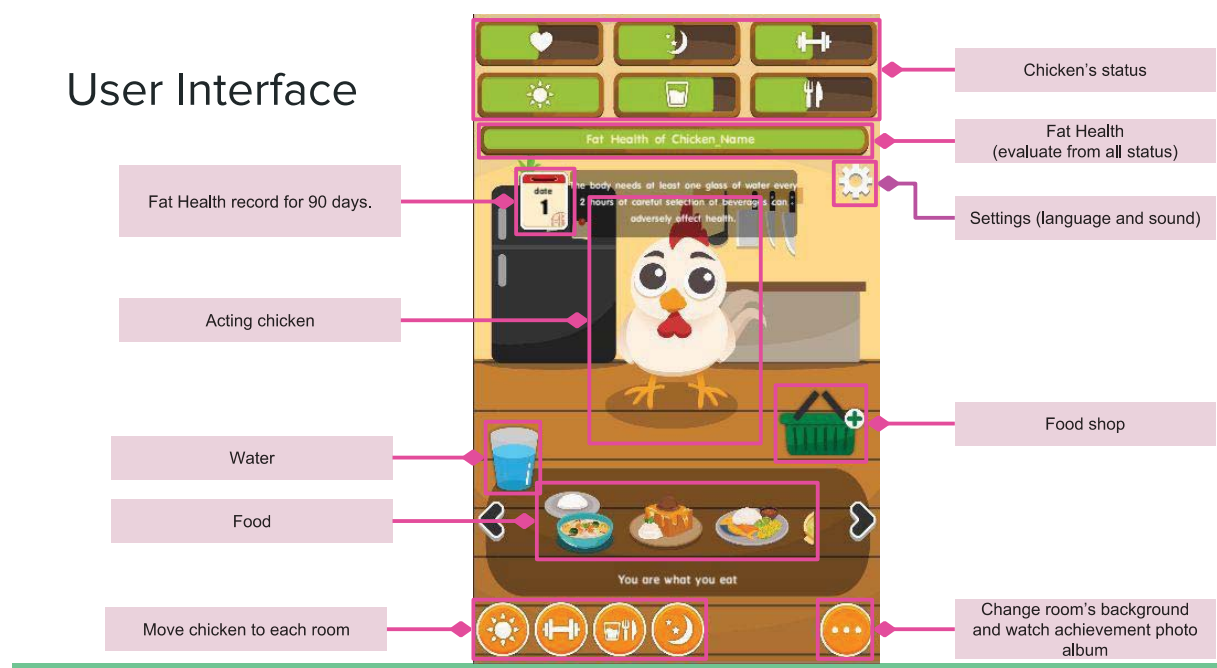 User Interface
Chicken's status
Fat Health of Chicken_Name
Fat Health
(evaluate from all status)
Fat Health record for 90 days.
date
1
The body needs at least one glass of water every
2 hours of careful selection of beverages can
adversely affect health.
Settings (language and sound)
Acting chicken
Food shop
Water
Food
You are what you eat
Move chicken to each room
Change room's background
and watch achievement photo
album